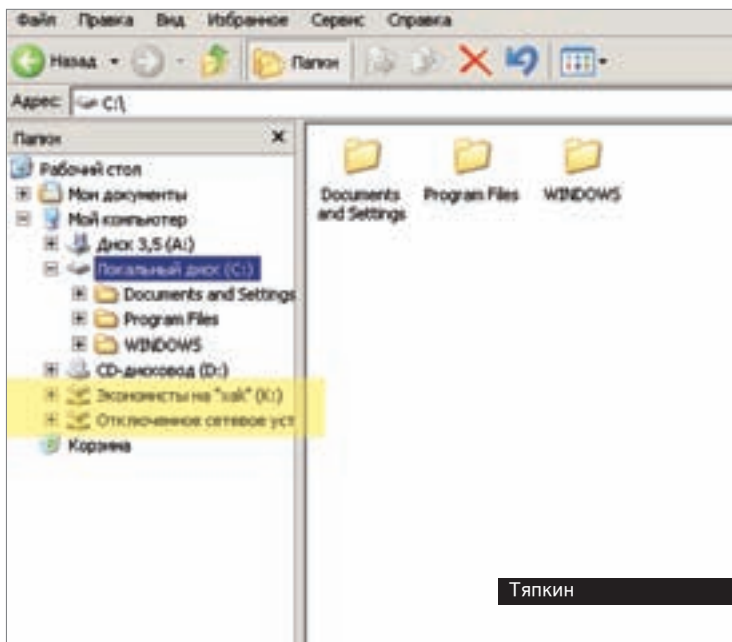 Файл Правка Вид Избранное Сервис Справка
Назад Папки
Адрес: C:\
Папки
Рабочий стол
Мои документы
Мой компьютер
Диск 3,5 (A:)
Локальный диск (C:)
Documents and Settings
Program Files
WINDOWS
CD-дисковод (D:)
Экономисты на "xak" (K:)
Отключенное сетевое уст
Корзина
Documents
and Settings
Program Files
WINDOWS
Тяпкин